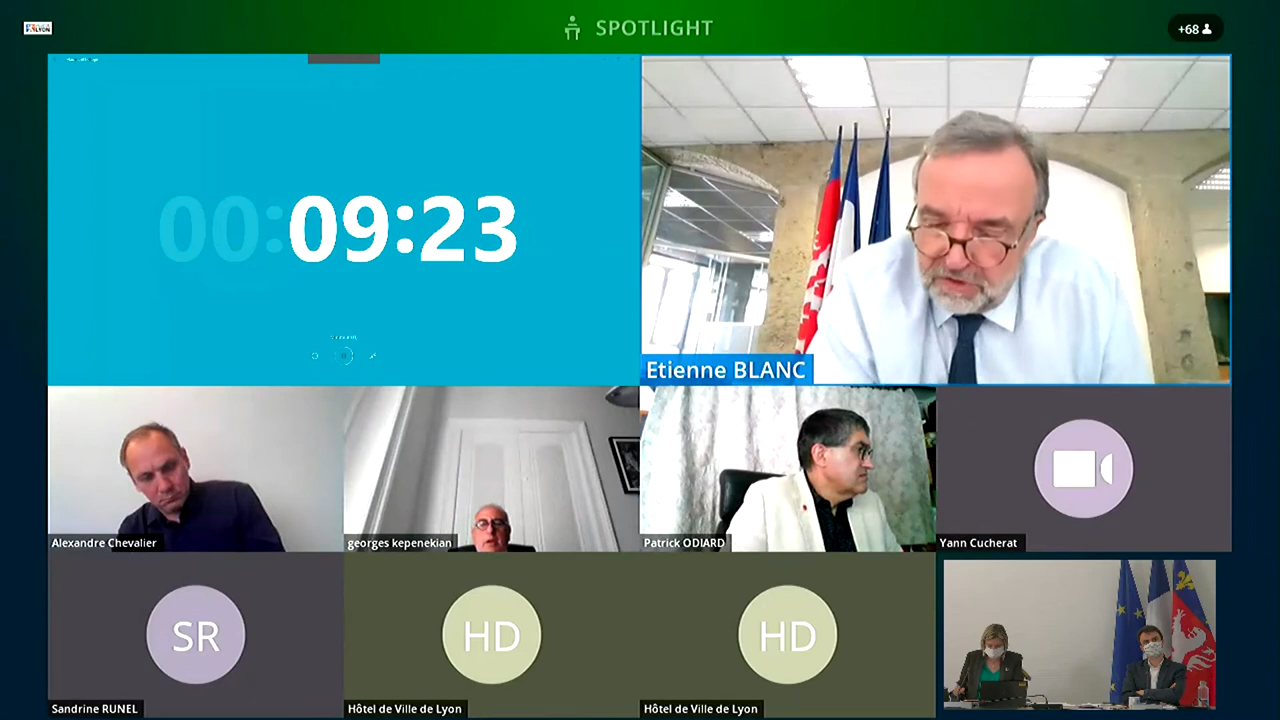 LYON
SPOTLIGHT
+68
00:09:23
Etienne BLANC
Alexandre Chevalier
georges kepenekian
Patrick ODIARD
Yann Cucherat
SR
HD
HD
Sandrine RUNEL
Hôtel de Ville de Lyon
Hôtel de Ville de Lyon